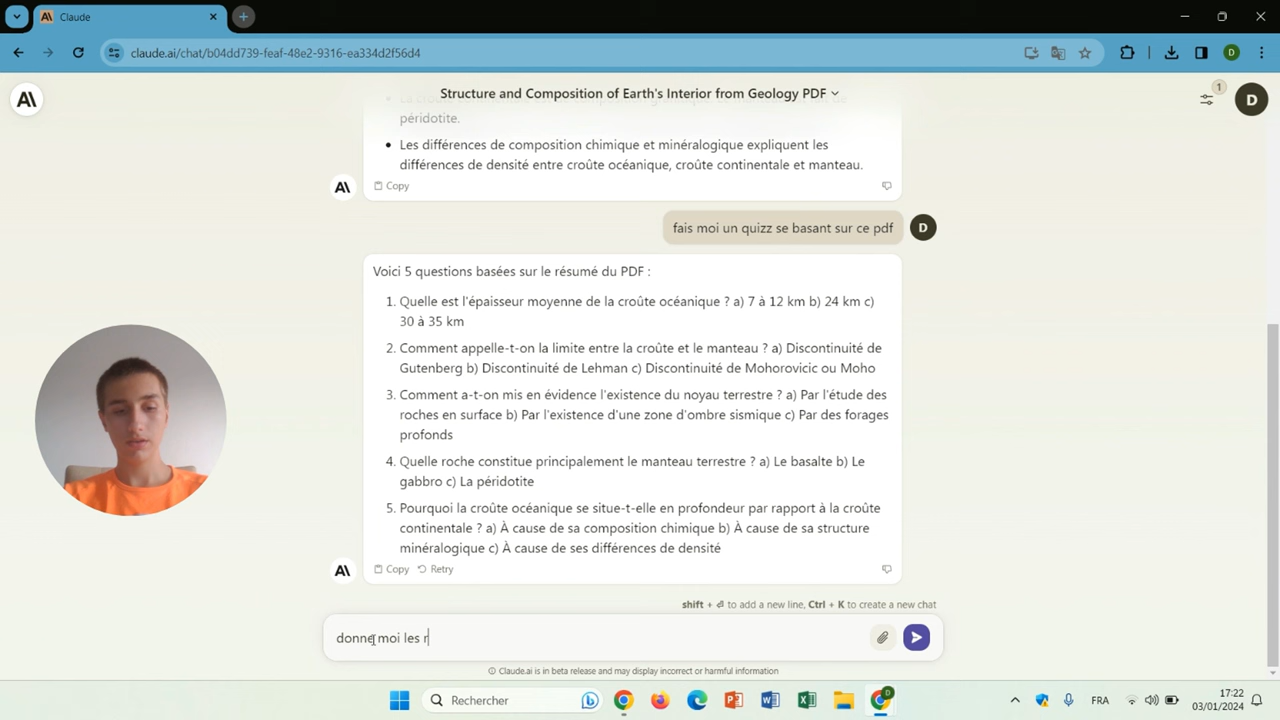 Claude
claude.ai/chat/b04dd739-feaf-48e2-9316-ea334d2f56d4
D
Structure and Composition of Earth's Interior from Geology PDF
1
D
péridotite.
• Les différences de composition chimique et minéralogique expliquent les
différences de densité entre croûte océanique, croûte continentale et manteau.
Copy
fais moi un quizz se basant sur ce pdf
D
Voici 5 questions basées sur le résumé du PDF :
1. Quelle est l'épaisseur moyenne de la croûte océanique ? a) 7 à 12 km b) 24 km c)
30 à 35 km
2. Comment appelle-t-on la limite entre la croûte et le manteau ? a) Discontinuité de
Gutenberg b) Discontinuité de Lehman c) Discontinuité de Mohorovicic ou Moho
3. Comment a-t-on mis en évidence l'existence du noyau terrestre ? a) Par l'étude des
roches en surface b) Par l'existence d'une zone d'ombre sismique c) Par des forages
profonds
4. Quelle roche constitue principalement le manteau terrestre ? a) Le basalte b) Le
gabbro c) La péridotite
5. Pourquoi la croûte océanique se situe-t-elle en profondeur par rapport à la croûte
continentale ? a) À cause de sa composition chimique b) À cause de sa structure
minéralogique c) À cause de ses différences de densité
Copy Retry
shift + ⏎ to add a new line, Ctrl + K to create a new chat
donne moi les r
Claude.ai is in beta release and may display incorrect or harmful information
Rechercher
FRA
17:22
03/01/2024